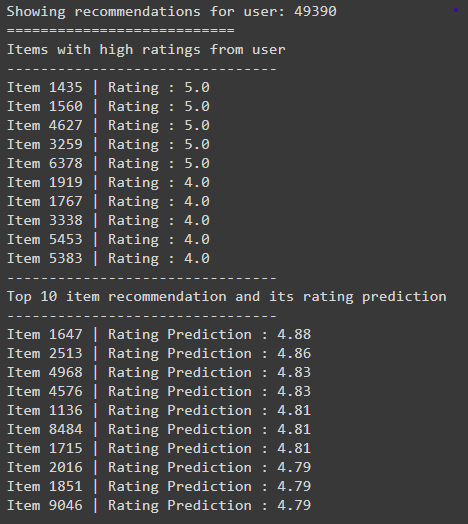 Showing recommendations for user: 49390
===========================
Items with high ratings from user
--------------------------------
Item 1435 | Rating : 5.0
Item 1560 | Rating : 5.0
Item 4627 | Rating : 5.0
Item 3259 | Rating : 5.0
Item 6378 | Rating : 5.0
Item 1919 | Rating : 4.0
Item 1767 | Rating : 4.0
Item 3338 | Rating : 4.0
Item 5453 | Rating : 4.0
Item 5383 | Rating : 4.0
--------------------------------
Top 10 item recommendation and its rating prediction
--------------------------------
Item 1647 | Rating Prediction : 4.88
Item 2513 | Rating Prediction : 4.86
Item 4968 | Rating Prediction : 4.83
Item 4576 | Rating Prediction : 4.83
Item 1136 | Rating Prediction : 4.81
Item 8484 | Rating Prediction : 4.81
Item 1715 | Rating Prediction : 4.81
Item 2016 | Rating Prediction : 4.79
Item 1851 | Rating Prediction : 4.79
Item 9046 | Rating Prediction : 4.79